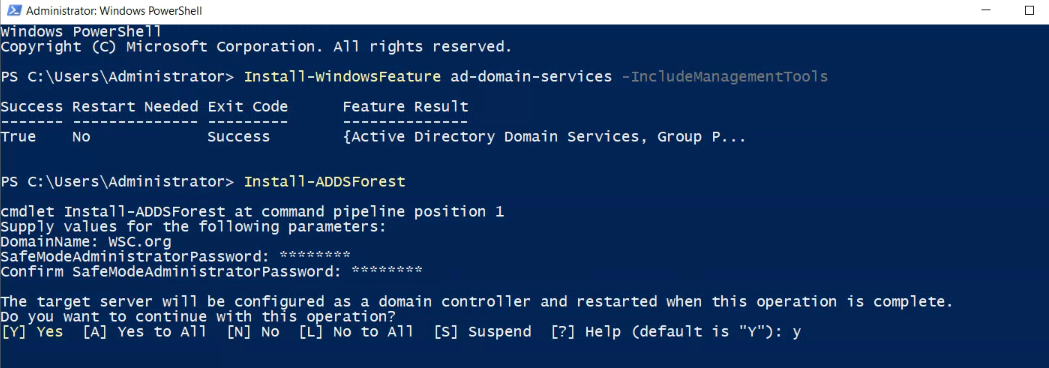 Administrator: Windows PowerShell
Windows PowerShell
Copyright (C) Microsoft Corporation. All rights reserved.
PS C:\Users\Administrator> Install-WindowsFeature ad-domain-services -IncludeManagementTools
Success Restart Needed Exit Code      Feature Result
------- -------------- ---------      --------------
True    No             Success        {Active Directory Domain Services, Group P...
PS C:\Users\Administrator> Install-ADDSForest
cmdlet Install-ADDSForest at command pipeline position 1
Supply values for the following parameters:
DomainName: WSC.org
SafeModeAdministratorPassword: ********
Confirm SafeModeAdministratorPassword: ********
The target server will be configured as a domain controller and restarted when this operation is complete.
Do you want to continue with this operation?
[Y] Yes  [A] Yes to All  [N] No  [L] No to All  [S] Suspend  [?] Help (default is "Y"): y